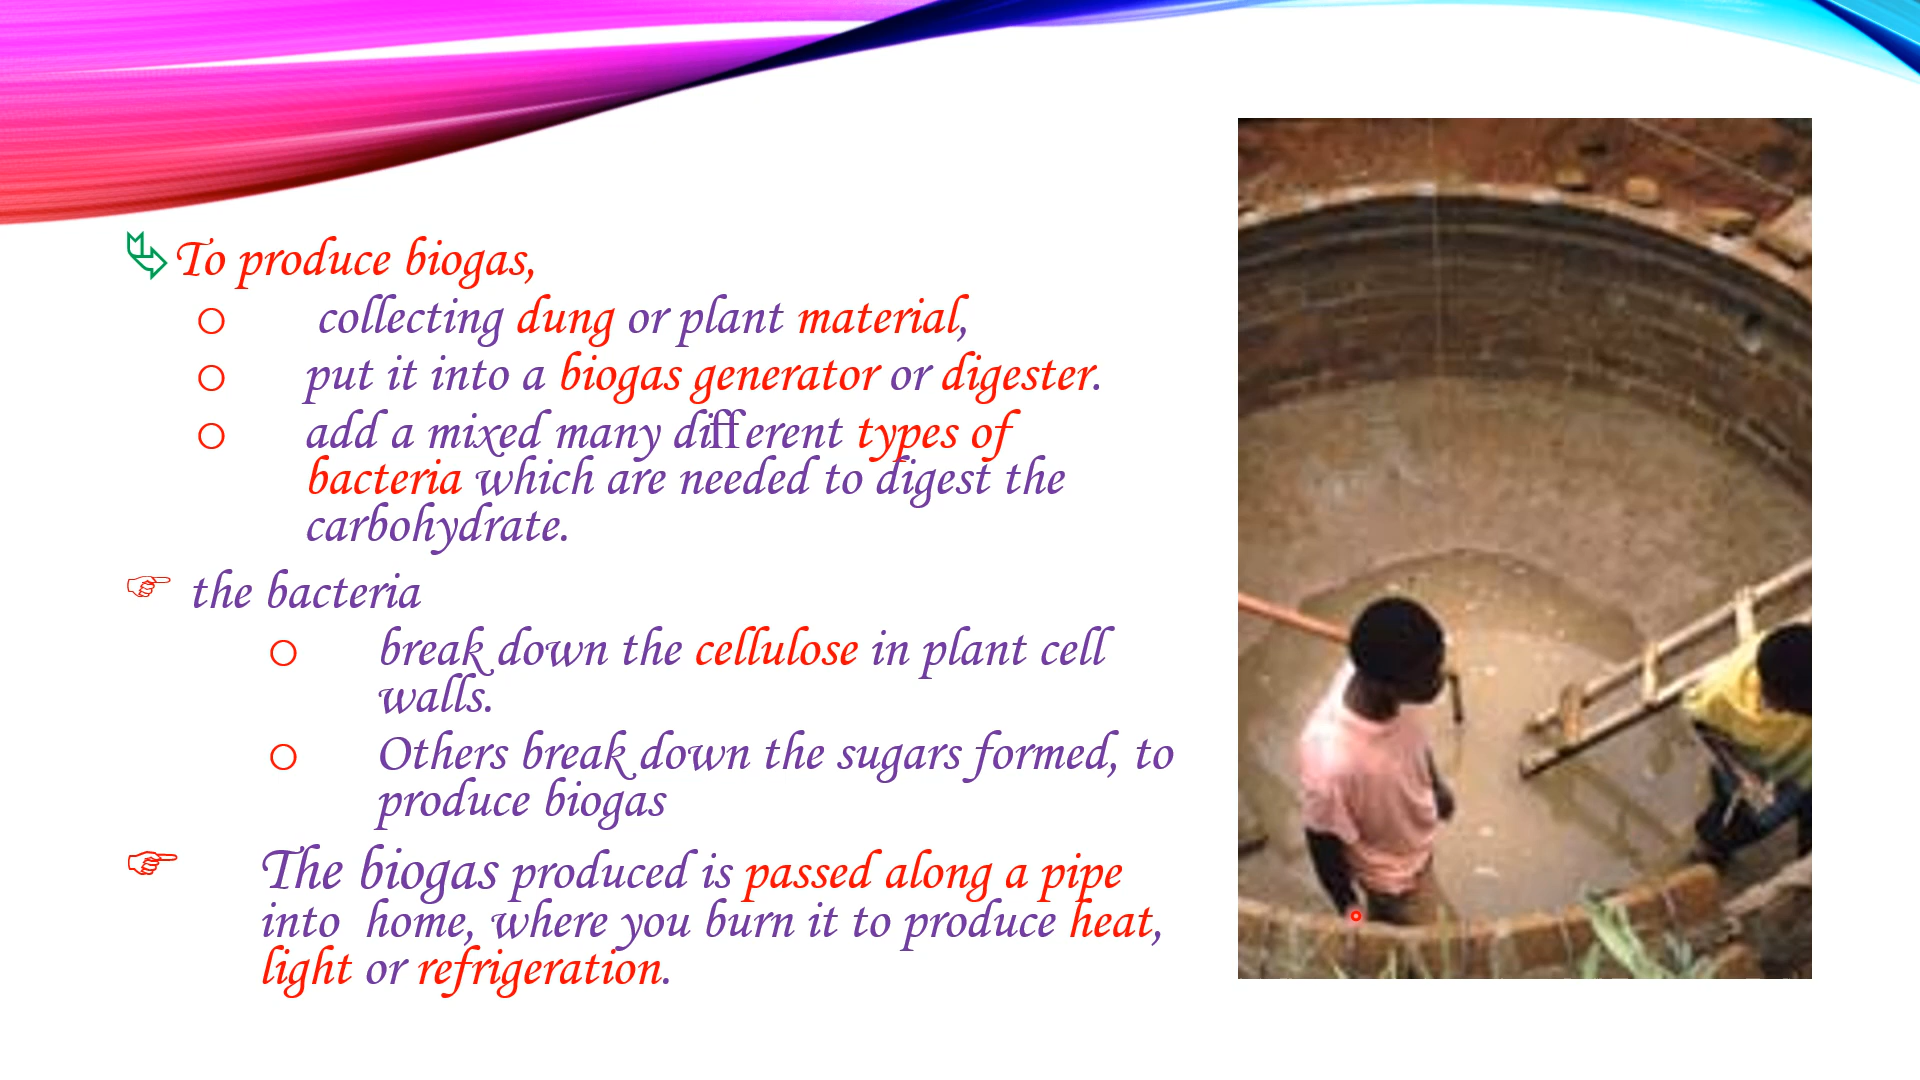 To produce biogas,
collecting dung or plant material,
put it into a biogas generator or digester.
add a mixed many different types of
bacteria which are needed to digest the
carbohydrate.
the bacteria
break down the cellulose in plant cell
walls.
Others break down the sugars formed, to
produce biogas
The biogas produced is passed along a pipe
into home, where you burn it to produce heat,
light or refrigeration.